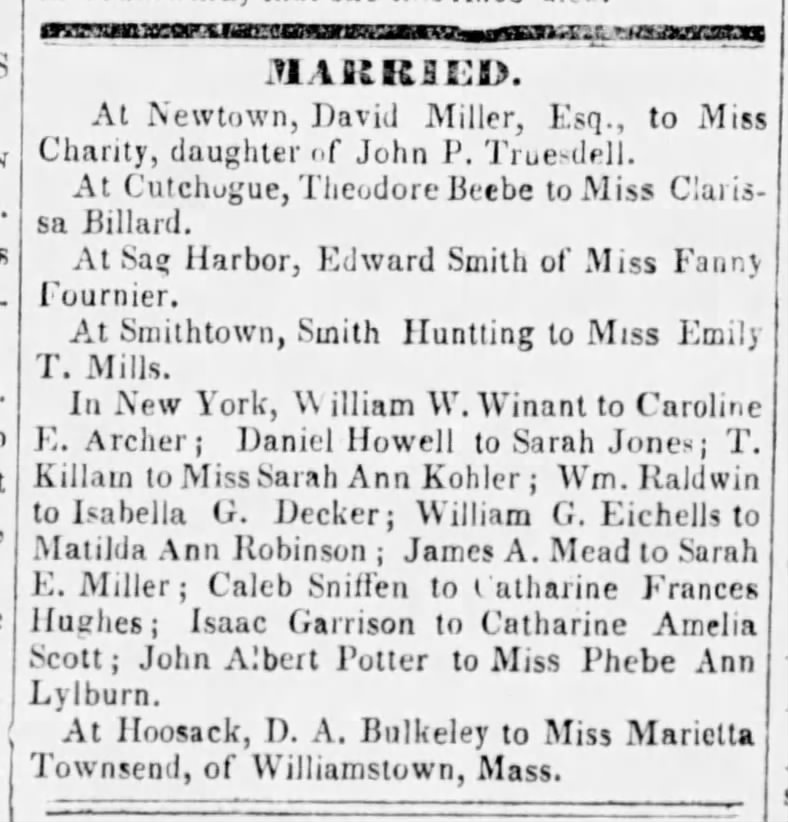 MARRIED.
At Newtown, David Miller, Esq., to Miss
Charity, daughter of John P. Truesdell.
At Cutchogue, Theodore Beebe to Miss Claris-
sa Billard.
At Sag Harbor, Edward Smith of Miss Fanny
Fournier.
At Smithtown, Smith Huntting to Miss Emily
T. Mills.
In New York, William W. Winant to Caroline
E. Archer; Daniel Howell to Sarah Jones; T.
Killam to Miss Sarah Ann Kohler; Wm. Raldwin
to Isabella G. Decker; William G. Eichells to
Matilda Ann Robinson; James A. Mead to Sarah
E. Miller; Caleb Sniffen to Catharine Frances
Hughes; Isaac Garrison to Catharine Amelia
Scott; John Albert Potter to Miss Phebe Ann
Lylburn.
At Hoosack, D. A. Bulkeley to Miss Marietta
Townsend, of Williamstown, Mass.